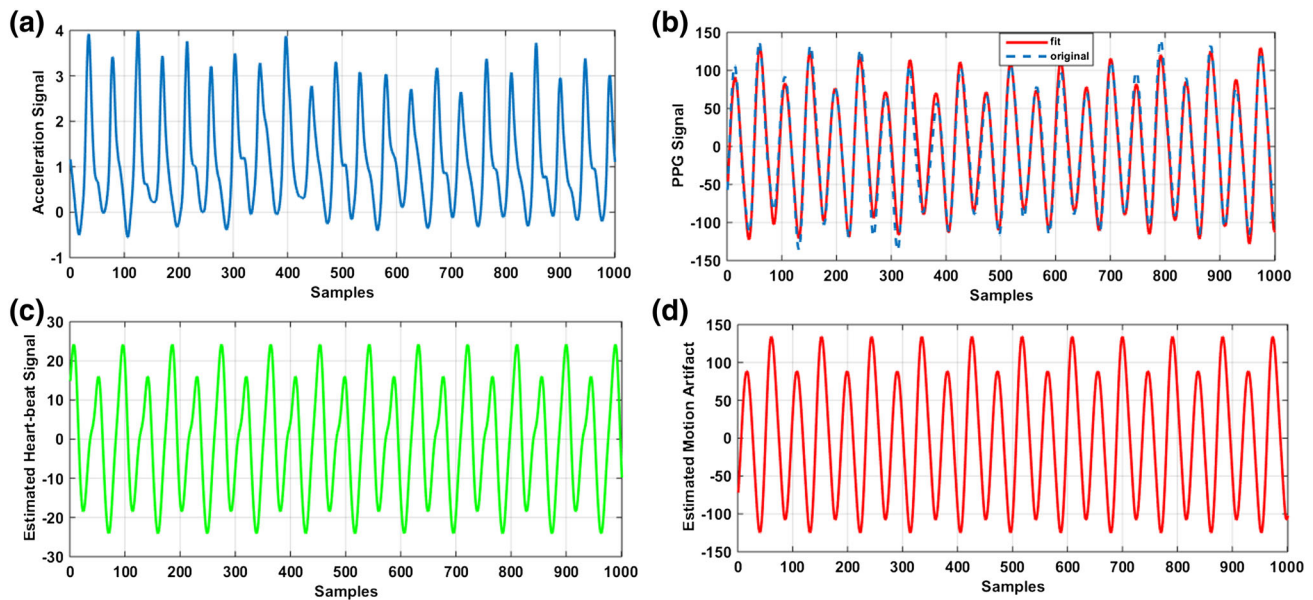 (a)
Acceleration Signal
4
3
2
1
0
-1
0 100 200 300 400 500 600 700 800 900 1000
Samples
(b)
PPG Signal
150
100
50
0
-50
-100
-150
fit
original
0 100 200 300 400 500 600 700 800 900 1000
Samples
(c)
Estimated Heart-beat Signal
30
20
10
0
-10
-20
-30
0 100 200 300 400 500 600 700 800 900 1000
Samples
(d)
Estimated Motion Artifact
150
100
50
0
-50
-100
-150
0 100 200 300 400 500 600 700 800 900 1000
Samples